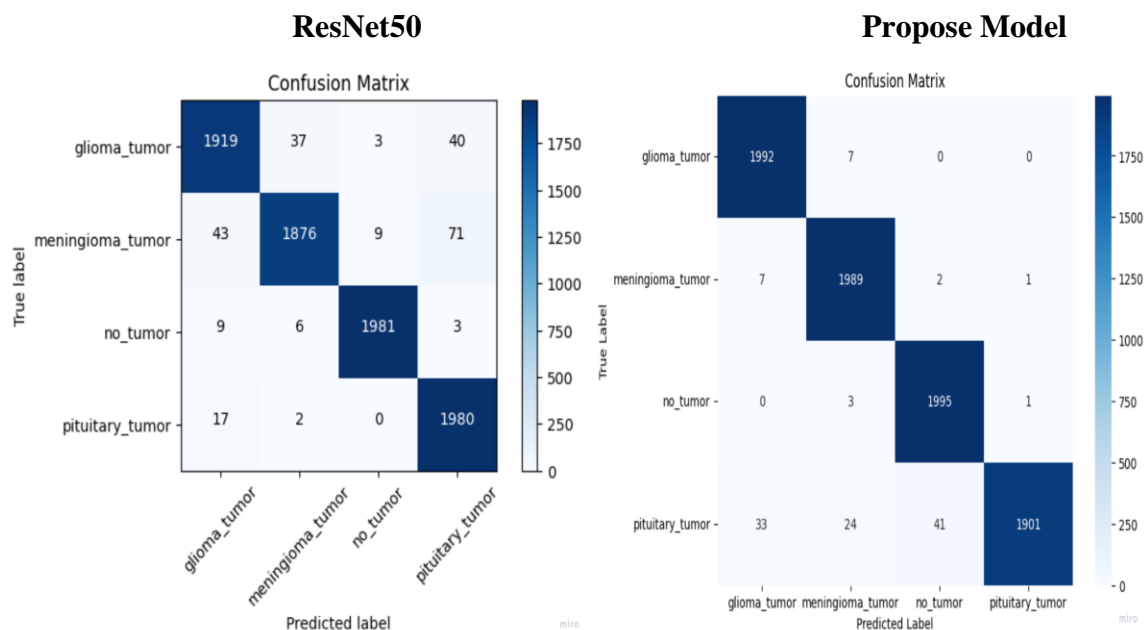 ResNet50
Confusion Matrix
glioma_tumor 1919 37 3 40
meningioma_tumor 43 1876 9 71
no_tumor 9 6 1981 3
pituitary_tumor 17 2 0 1980
True label
1750
1500
1250
1000
750
500
250
0
glioma_tumor meningioma_tumor no_tumor pituitary_tumor
Predicted label
miro
Propose Model
Confusion Matrix
glioma_tumor 1992 7 0 0
meningioma_tumor 7 1989 2 1
no_tumor 0 3 1995 1
pituitary_tumor 33 24 41 1901
True Label
1750
1500
1250
1000
750
500
250
0
glioma_tumor meningioma_tumor no_tumor pituitary_tumor
Predicted Label
miro